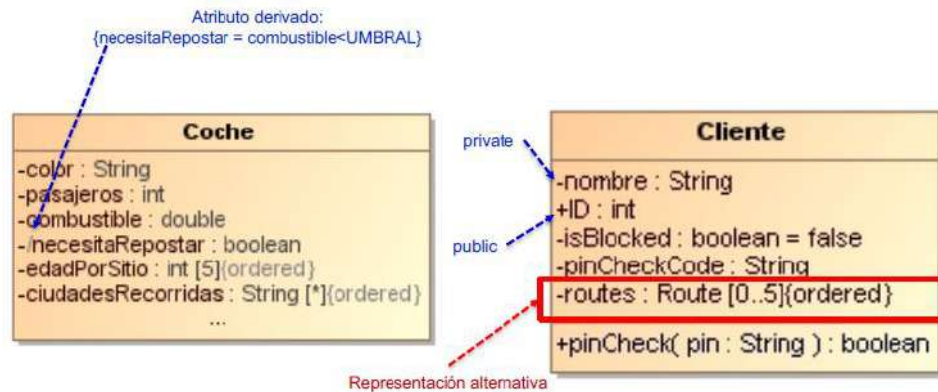 Atributo derivado:
{necesitaRepostar = combustible<UMBRAL}
Coche
-color : String
-pasajeros : int
-combustible : double
-/necesitaRepostar : boolean
-edadPorSitio : int [5]{ordered}
-ciudadesRecorridas : String [*]{ordered}
...
private
public
Cliente
-nombre : String
+ID : int
-isBlocked : boolean = false
-pinCheckCode : String
-routes : Route [0..5]{ordered}
+pinCheck( pin : String ) : boolean
Representación alternativa